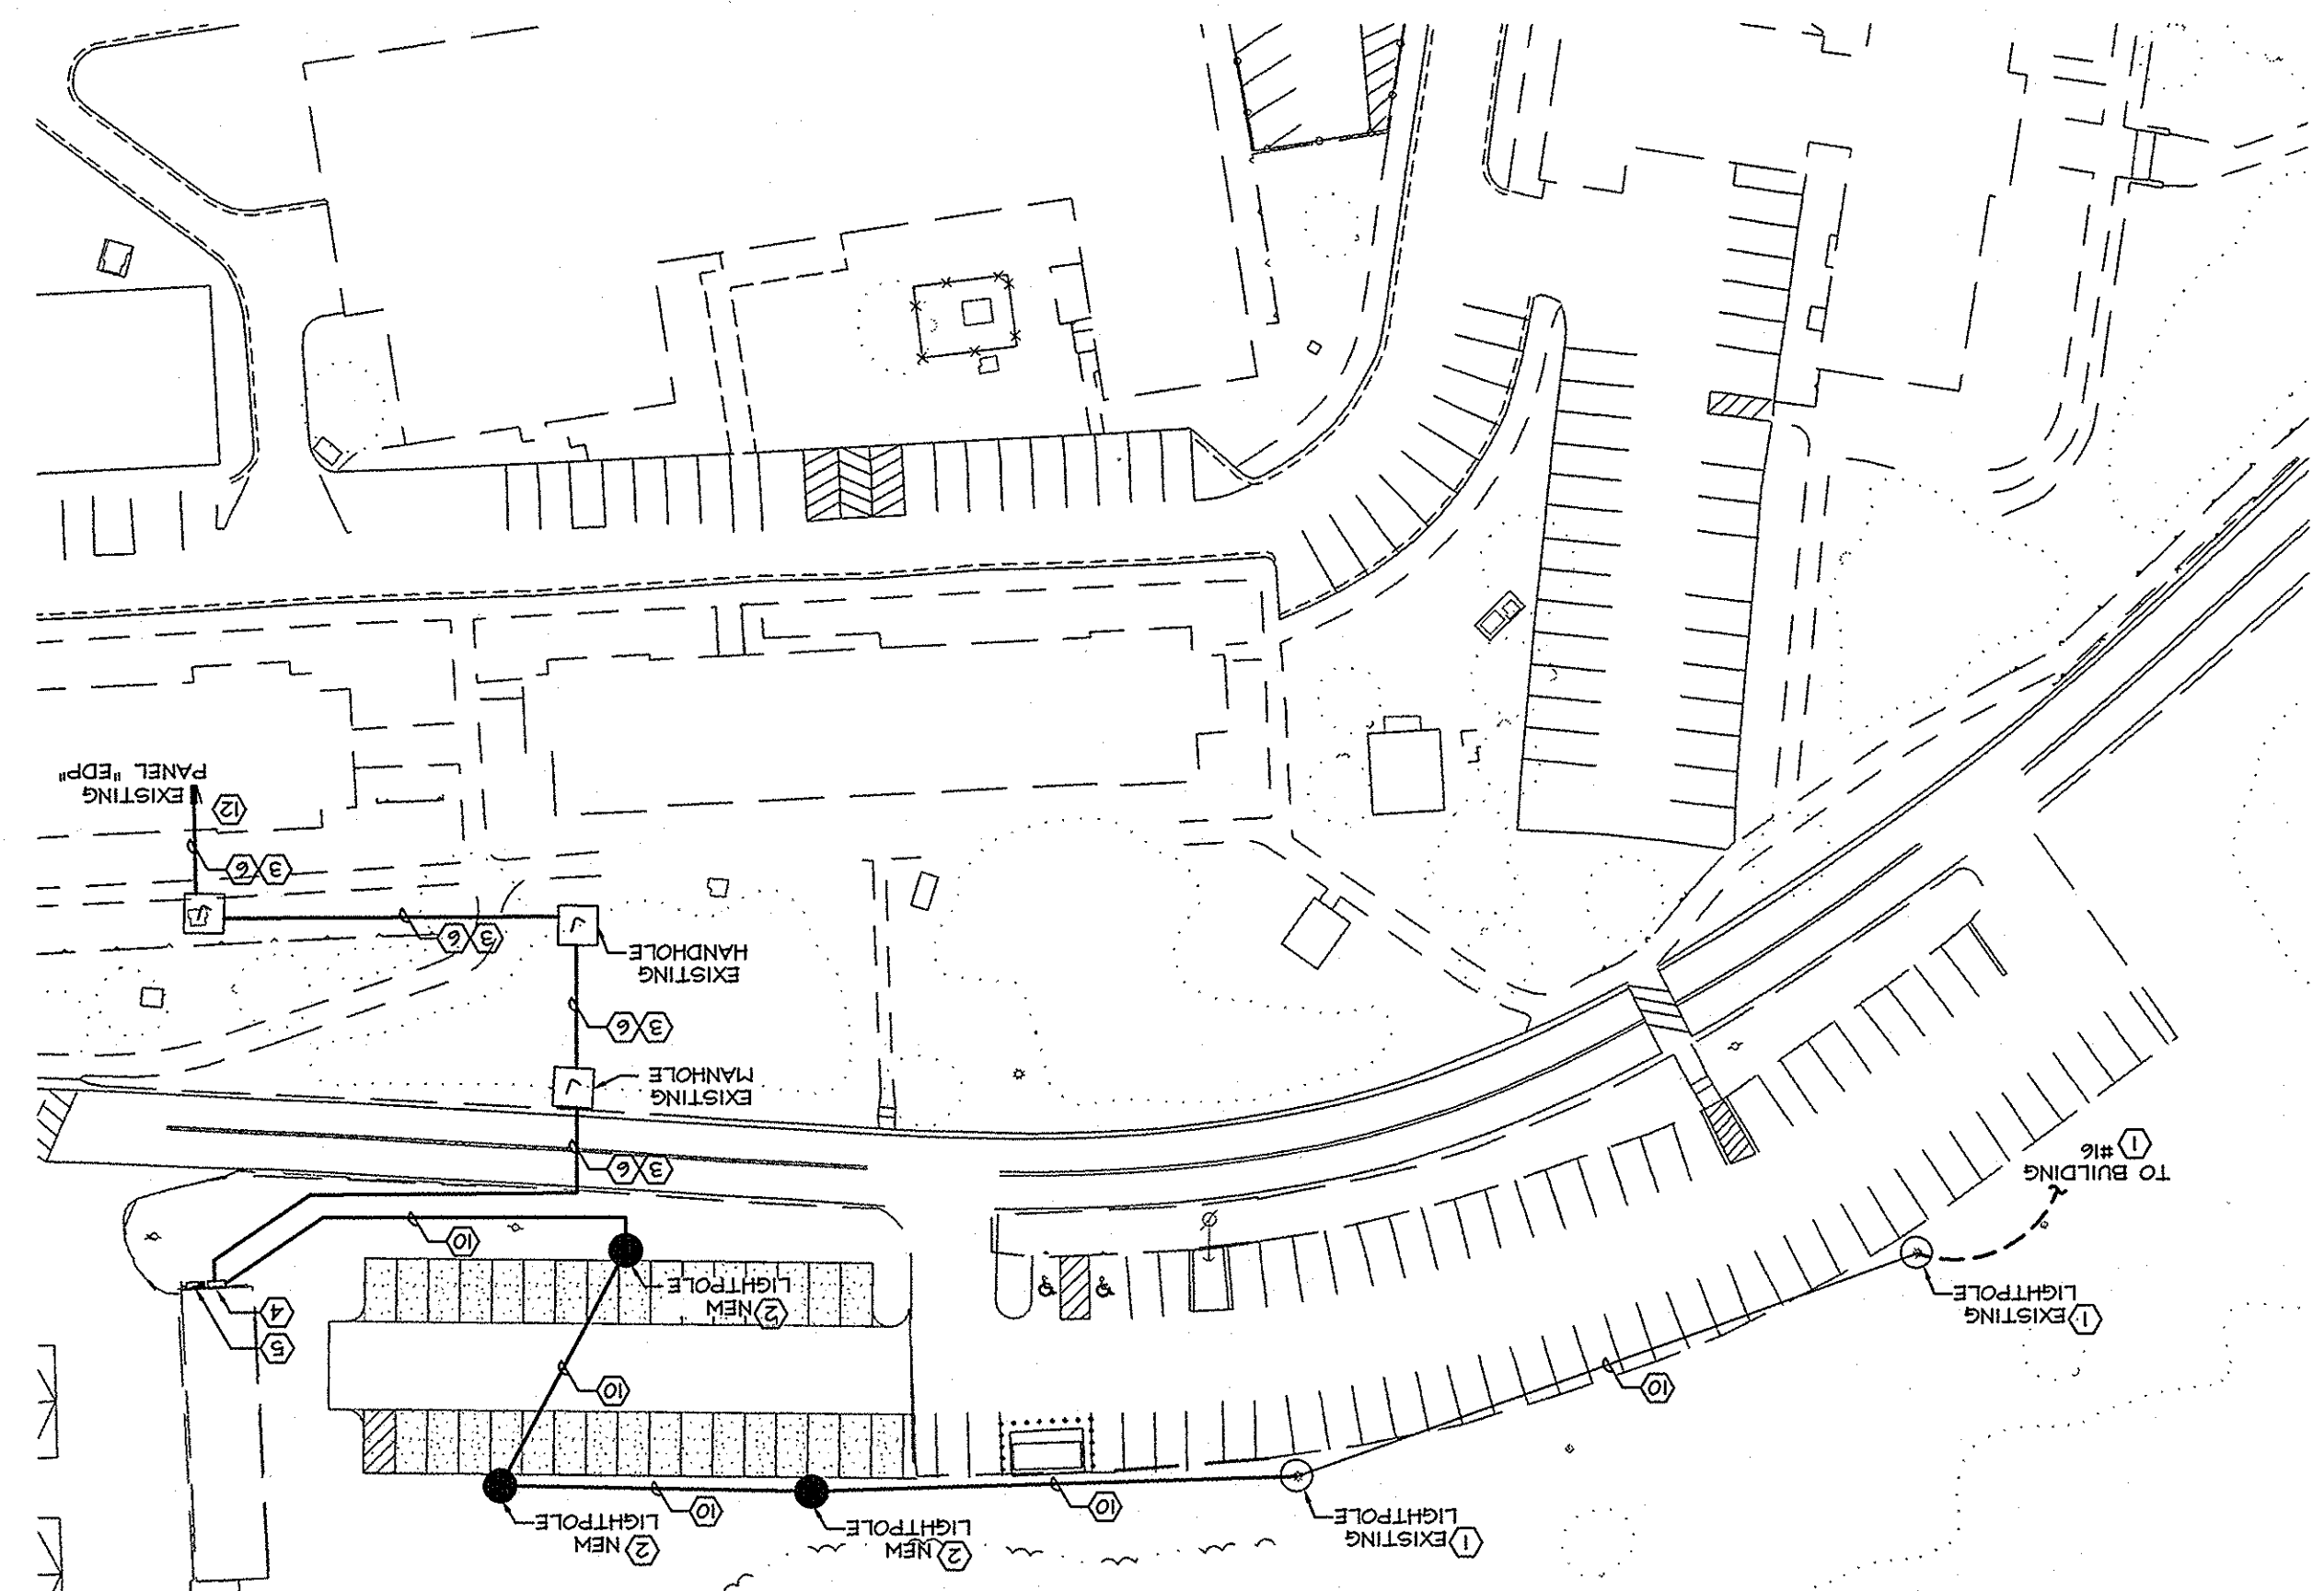 1 EXISTING
LIGHTPOLE
2 NEW
LIGHTPOLE
2 NEW
LIGHTPOLE
10
10
10
10
5
1 EXISTING
LIGHTPOLE
2 NEW
LIGHTPOLE
4
10
TO BUILDING
1 #16
3 6
EXISTING
MANHOLE
J
3 6
EXISTING
HANDHOLE
J
3 6
J
3 6
12
EXISTING
PANEL "EDP"